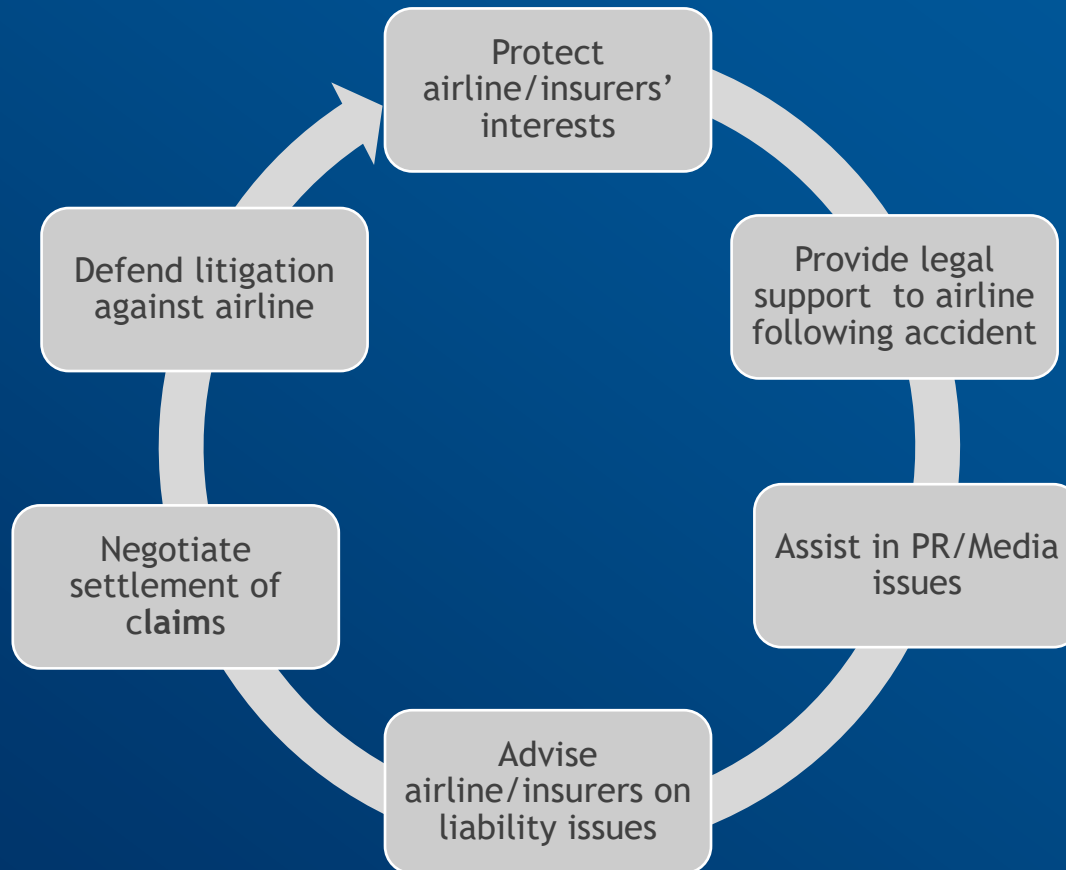 Protect
airline/insurers’
interests
Provide legal
support  to airline
following accident
Assist in PR/Media
issues
Advise
airline/insurers on
liability issues
Negotiate
settlement of
claims
Defend litigation
against airline